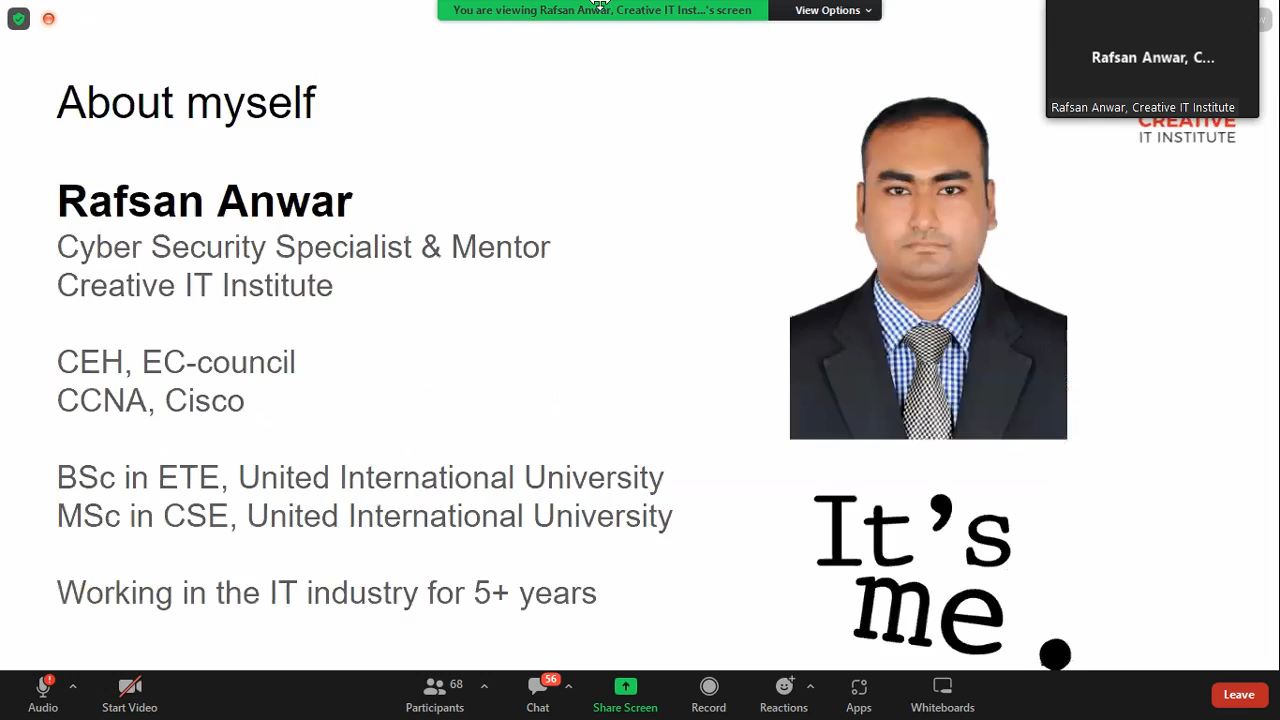 You are viewing Rafsan Anwar, Creative IT Inst...'s screen
View Options
Rafsan Anwar, C...
Rafsan Anwar, Creative IT Institute
CREATIVE
IT INSTITUTE
About myself
Rafsan Anwar
Cyber Security Specialist & Mentor
Creative IT Institute
CEH, EC-council
CCNA, Cisco
BSc in ETE, United International University
MSc in CSE, United International University
Working in the IT industry for 5+ years
It's
me.
Audio
Start Video
68
Participants
56
Chat
Share Screen
Record
Reactions
Apps
Whiteboards
Leave